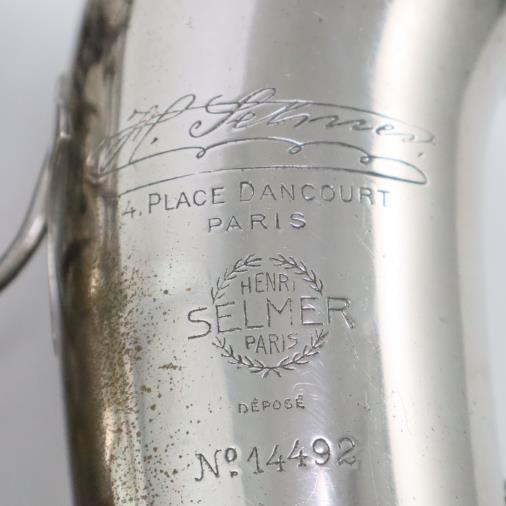 H. Selmer.
4. PLACE DANCOURT
PARIS
HENRI
SELMER
PARIS
DÉPOSÉ
Nº 14492